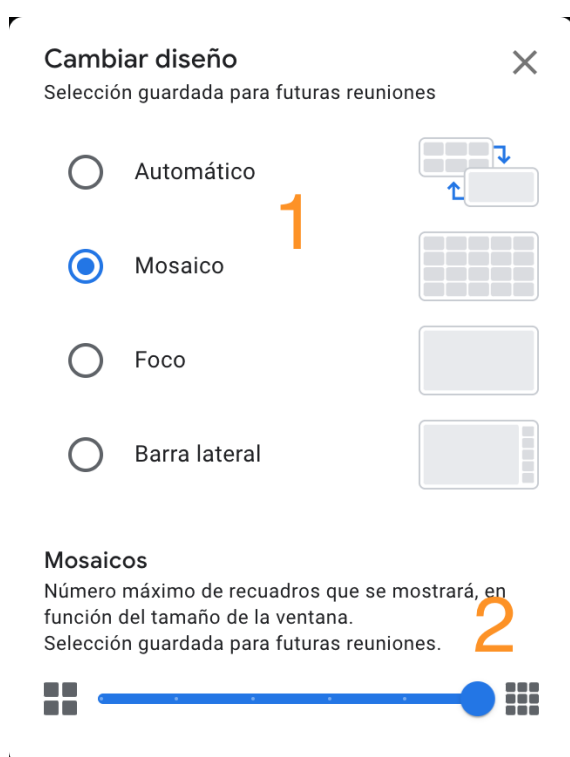 Cambiar diseño
Selección guardada para futuras reuniones
Automático
1
Mosaico
Foco
Barra lateral
Mosaicos
Número máximo de recuadros que se mostrará, en
función del tamaño de la ventana.
2
Selección guardada para futuras reuniones.